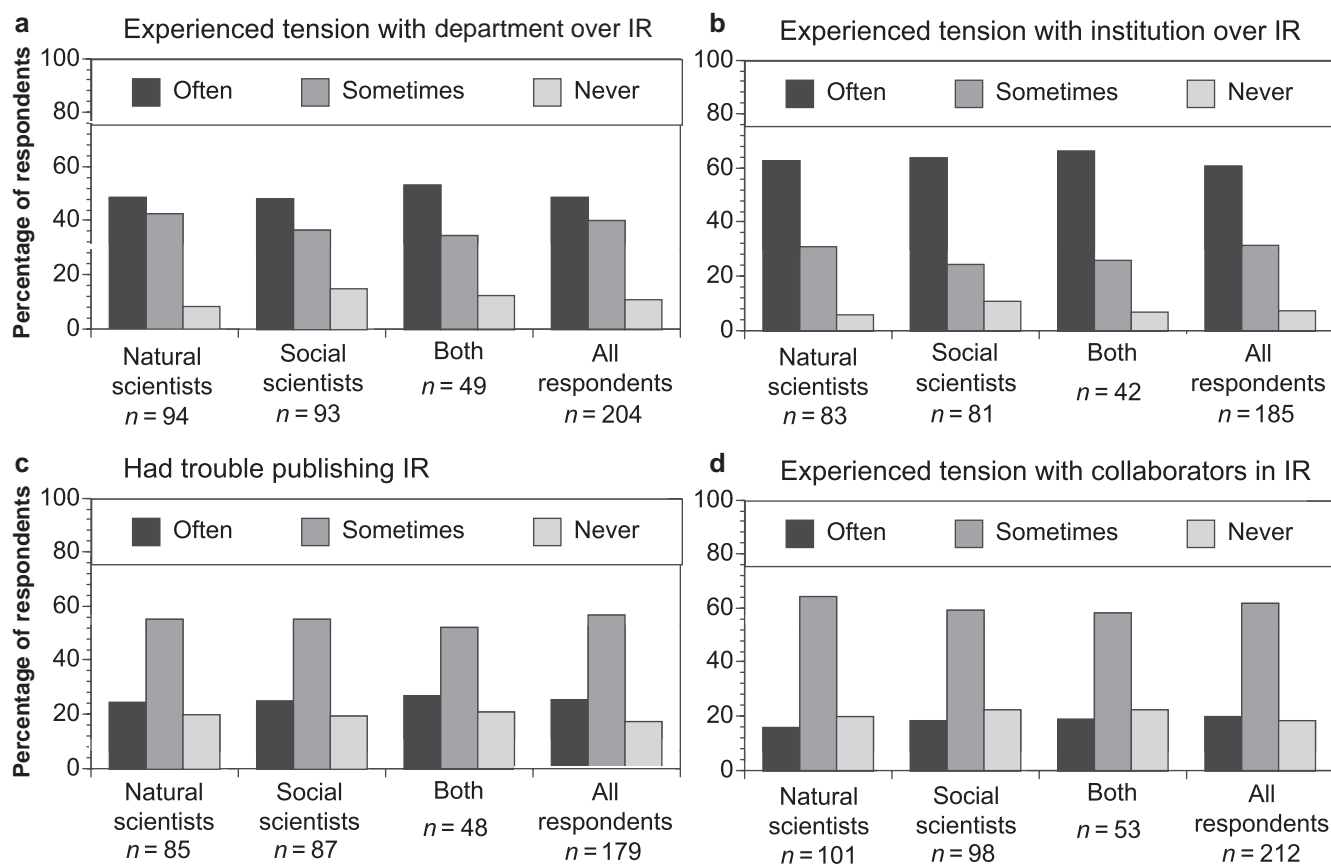 a Experienced tension with department over IR
Often Sometimes Never
Percentage of respondents
100
80
60
40
20
0
Natural scientists n = 94
Social scientists n = 93
Both n = 49
All respondents n = 204
b Experienced tension with institution over IR
Often Sometimes Never
100
80
60
40
20
0
Natural scientists n = 83
Social scientists n = 81
Both n = 42
All respondents n = 185
c Had trouble publishing IR
Often Sometimes Never
Percentage of respondents
100
80
60
40
20
0
Natural scientists n = 85
Social scientists n = 87
Both n = 48
All respondents n = 179
d Experienced tension with collaborators in IR
Often Sometimes Never
100
80
60
40
20
0
Natural scientists n = 101
Social scientists n = 98
Both n = 53
All respondents n = 212